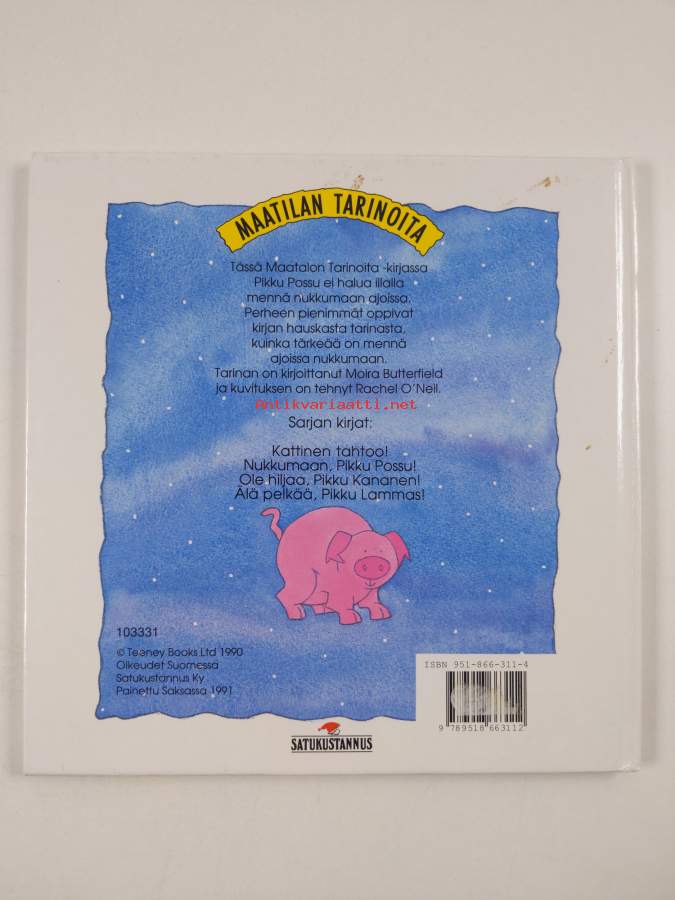 MAATILAN TARINOITA
Tässä Maatalon Tarinoita -kirjassa
Pikku Possu ei halua illalla
mennä nukkumaan ajoissa.
Perheen pienimmät oppivat
kirjan hauskasta tarinasta,
kuinka tärkeää on mennä
ajoissa nukkumaan.
Tarinan on kirjoittanut Moira Butterfield
ja kuvituksen on tehnyt Rachel O'Neil.
Antikvariaatti.net
Sarjan kirjat:
Kattinen tahtoo!
Nukkumaan, Pikku Possu!
Ole hiljaa, Pikku Kananen!
Älä pelkää, Pikku Lammas!
103331
© Teeney Books Ltd 1990
Oikeudet Suomessa
Satukustannus Ky
Painettu Saksassa 1991
ISBN 951-866-311-4
9 789518 663112
SATUKUSTANNUS